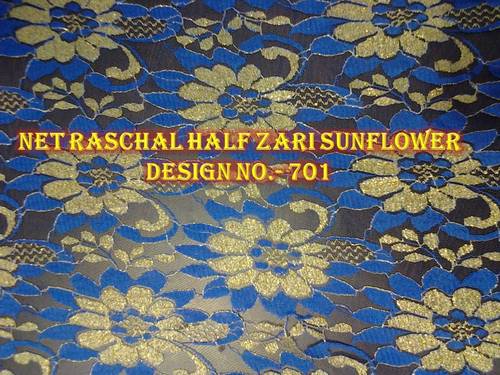 NET RASCHAL HALF ZARI SUNFLOWER
DESIGN NO.- 701